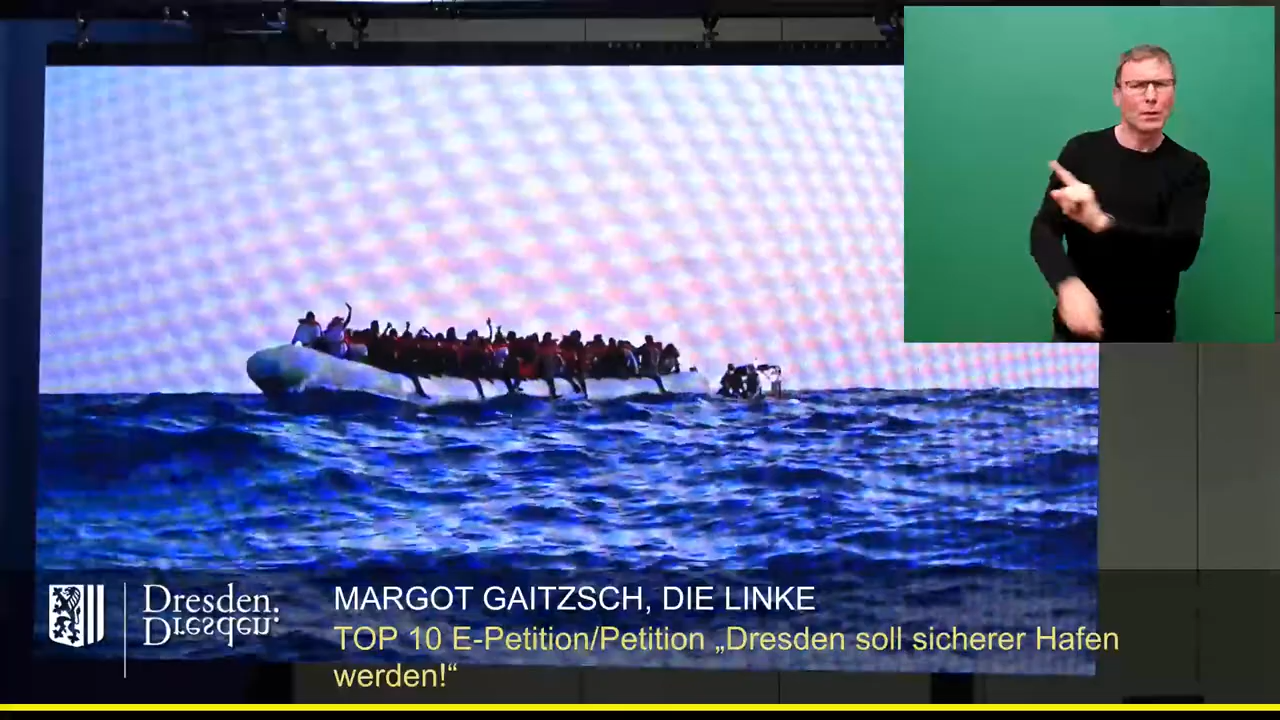 Dresden.
Dresden.
MARGOT GAITZSCH, DIE LINKE
TOP 10 E-Petition/Petition „Dresden soll sicherer Hafen
werden!“